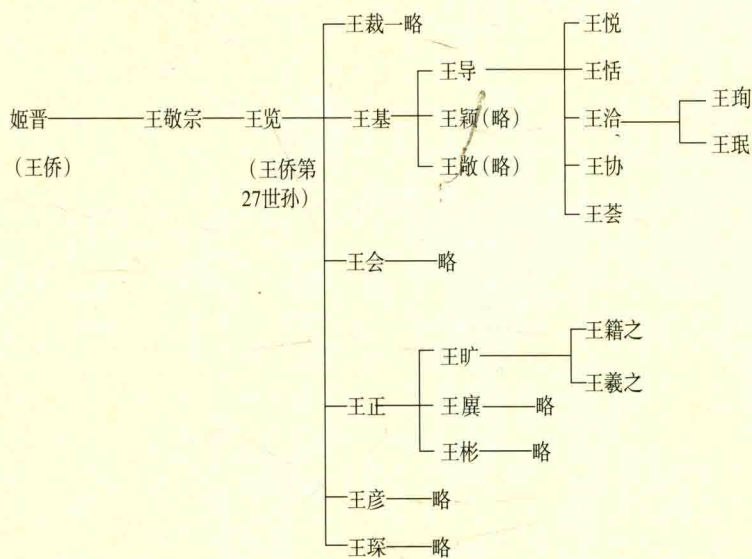 王裁一略
王悦
王导
王恬
姬晋
王敬宗
王览
王基
王颖(略)
王洽
王珣
王珉
(王侨)
(王侨第
27世孙)
王敞(略)
王协
王荟
王会
略
王旷
王籍之
王羲之
王正
王廙
略
王彬
略
王彦
略
王琛
略